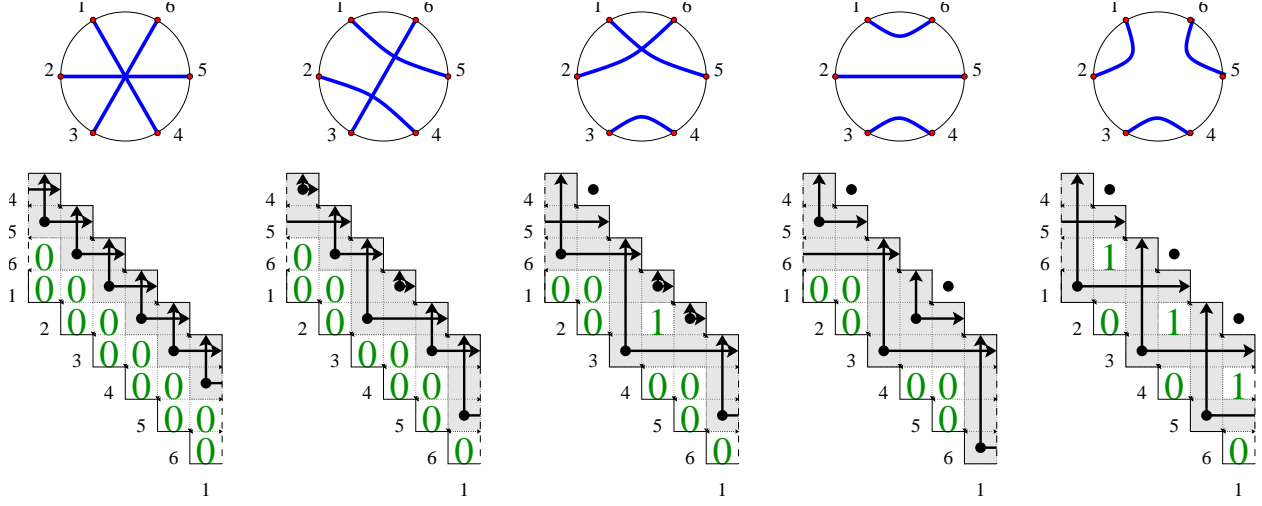 1 6 1 6 1 6 1 6 1 6
2 5 2 5 2 5 2 5 2 5
3 4 3 4 3 4 3 4 3 4
4 4 4 4 4
5 5 5 5 5
6 0 6 0 6 6 6 1
1 0 0 1 0 0 1 0 0 1 0 0 1
2 0 0 2 0 2 0 1 2 0 2 0 1
3 0 0 3 0 0 3 3 3
4 0 0 4 0 0 4 0 0 4 0 0 4 0 1
5 0 0 5 0 5 0 5 0 5
6 0 6 0 6 0 6 6 0
1 1 1 1 1